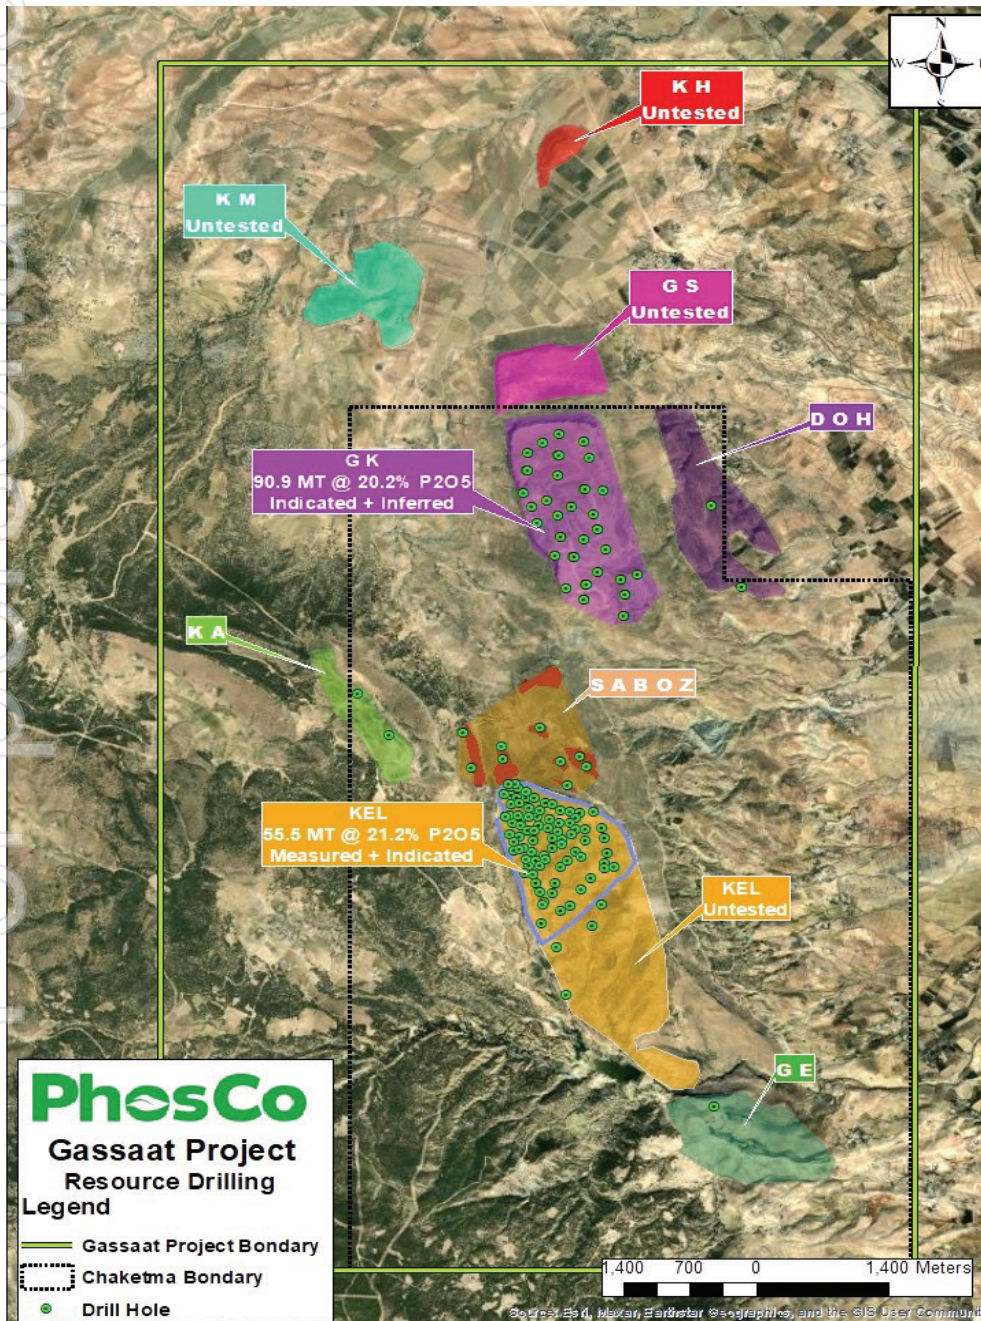 N
W
E
S
K H
Untested
K M
Untested
G S
Untested
D O H
G K
90.9 MT @ 20.2% P2O5
Indicated + Inferred
K A
S A B O Z
KEL
55.5 MT @ 21.2% P2O5
Measured + Indicated
KEL
Untested
G E
PhosCo
Gassaat Project
Resource Drilling
Legend
Gassaat Project Bondary
Chaketma Bondary
Drill Hole
1,400 700 0 1,400 Meters
Source: Esri, Maxar, Earthstar Geographics, and the GIS User Communit